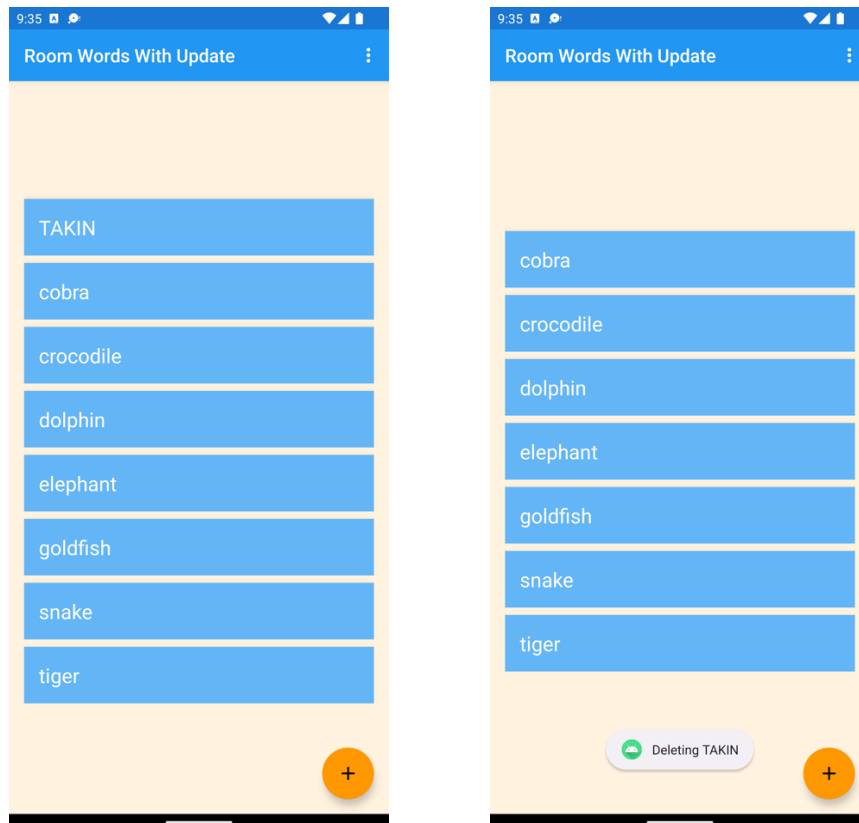 9:35
Room Words With Update
TAKIN
cobra
crocodile
dolphin
elephant
goldfish
snake
tiger
+
9:35
Room Words With Update
cobra
crocodile
dolphin
elephant
goldfish
snake
tiger
Deleting TAKIN
+